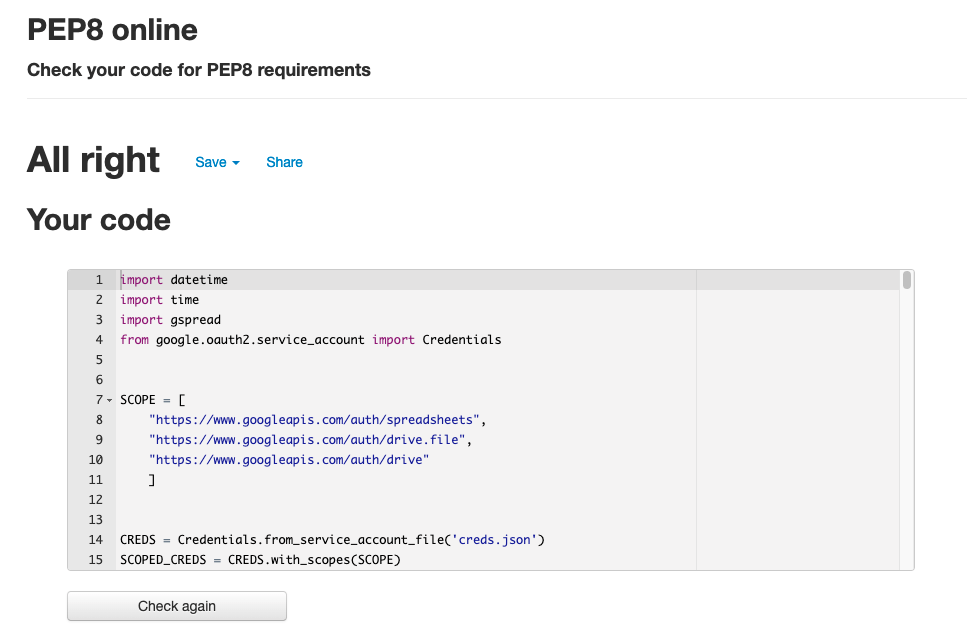 PEP8 online
Check your code for PEP8 requirements
All right Save Share
Your code
1 import datetime
2 import time
3 import gspread
4 from google.oauth2.service_account import Credentials
5
6
7 SCOPE = [
8     "https://www.googleapis.com/auth/spreadsheets",
9     "https://www.googleapis.com/auth/drive.file",
10     "https://www.googleapis.com/auth/drive"
11     ]
12
13
14 CREDS = Credentials.from_service_account_file('creds.json')
15 SCOPED_CREDS = CREDS.with_scopes(SCOPE)
Check again